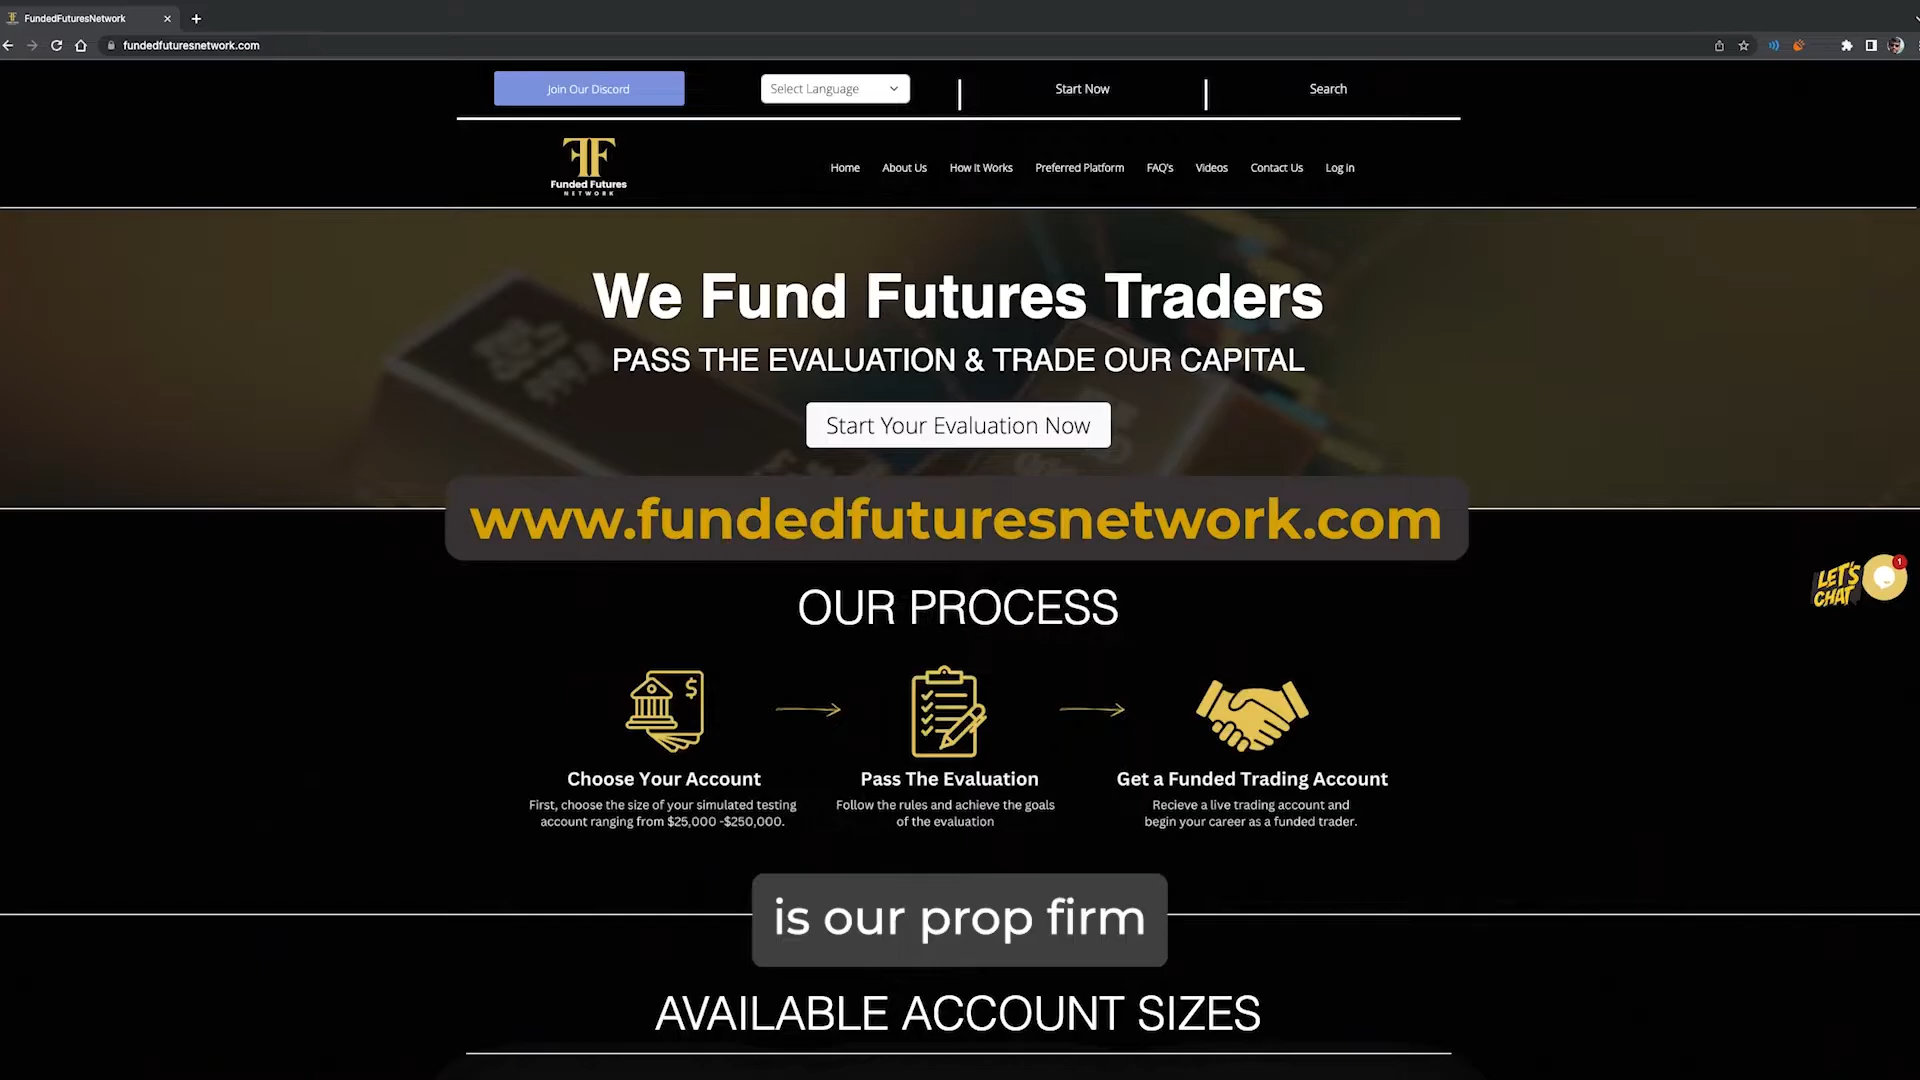 FundedFuturesNetwork
fundedfuturesnetwork.com
Join Our Discord
Select Language
Start Now
Search
FF
Funded Futures
NETWORK
Home
About Us
How It Works
Preferred Platform
FAQ's
Videos
Contact Us
Log in
We Fund Futures Traders
PASS THE EVALUATION & TRADE OUR CAPITAL
Start Your Evaluation Now
www.fundedfuturesnetwork.com
LET'S
CHAT
1
OUR PROCESS
$
Choose Your Account
First, choose the size of your simulated testing
account ranging from $25,000 -$250,000.
Pass The Evaluation
Follow the rules and achieve the goals
of the evaluation
Get a Funded Trading Account
Recieve a live trading account and
begin your career as a funded trader.
is our prop firm
AVAILABLE ACCOUNT SIZES